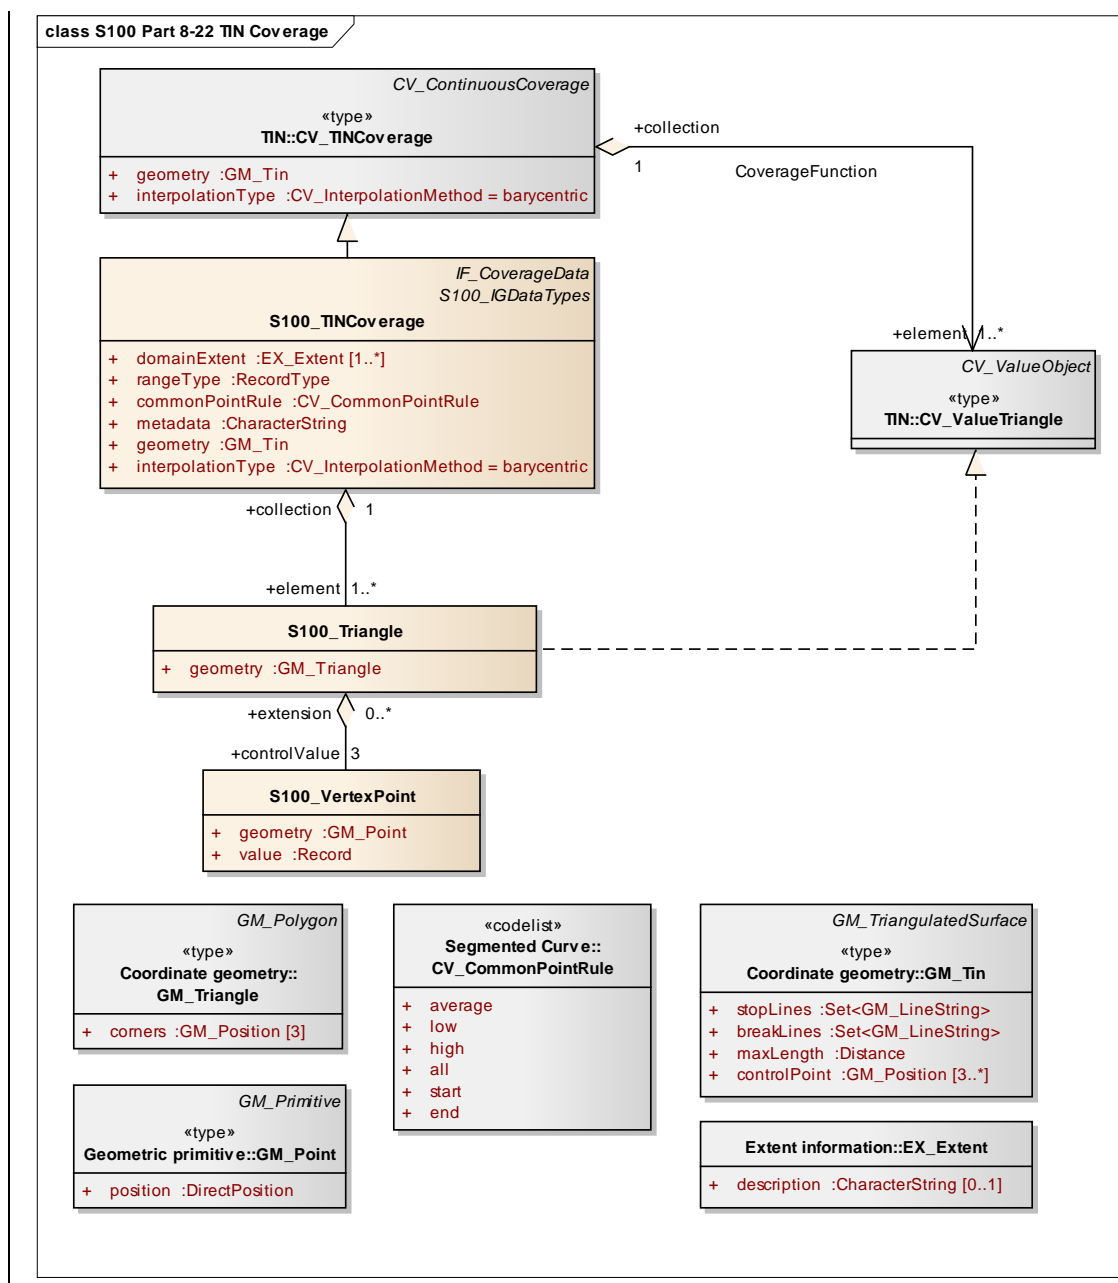 class S100 Part 8-22 TIN Coverage
CV_ContinuousCoverage
«type»
TIN::CV_TINCoverage
+ geometry :GM_Tin
+ interpolationType :CV_InterpolationMethod = barycentric
+collection
1
CoverageFunction
IF_CoverageData
S100_IGDataTypes
S100_TINCoverage
+ domainExtent :EX_Extent [1..*]
+ rangeType :RecordType
+ commonPointRule :CV_CommonPointRule
+ metadata :CharacterString
+ geometry :GM_Tin
+ interpolationType :CV_InterpolationMethod = barycentric
+element 1..*
CV_ValueObject
«type»
TIN::CV_ValueTriangle
+collection 1
+element 1..*
S100_Triangle
+ geometry :GM_Triangle
+extension 0..*
+controlValue 3
S100_VertexPoint
+ geometry :GM_Point
+ value :Record
GM_Polygon
«type»
Coordinate geometry::
GM_Triangle
+ corners :GM_Position [3]
«codelist»
Segmented Curve::
CV_CommonPointRule
+ average
+ low
+ high
+ all
+ start
+ end
GM_TriangulatedSurface
«type»
Coordinate geometry::GM_Tin
+ stopLines :Set<GM_LineString>
+ breakLines :Set<GM_LineString>
+ maxLength :Distance
+ controlPoint :GM_Position [3..*]
GM_Primitive
«type»
Geometric primitive::GM_Point
+ position :DirectPosition
Extent information::EX_Extent
+ description :CharacterString [0..1]